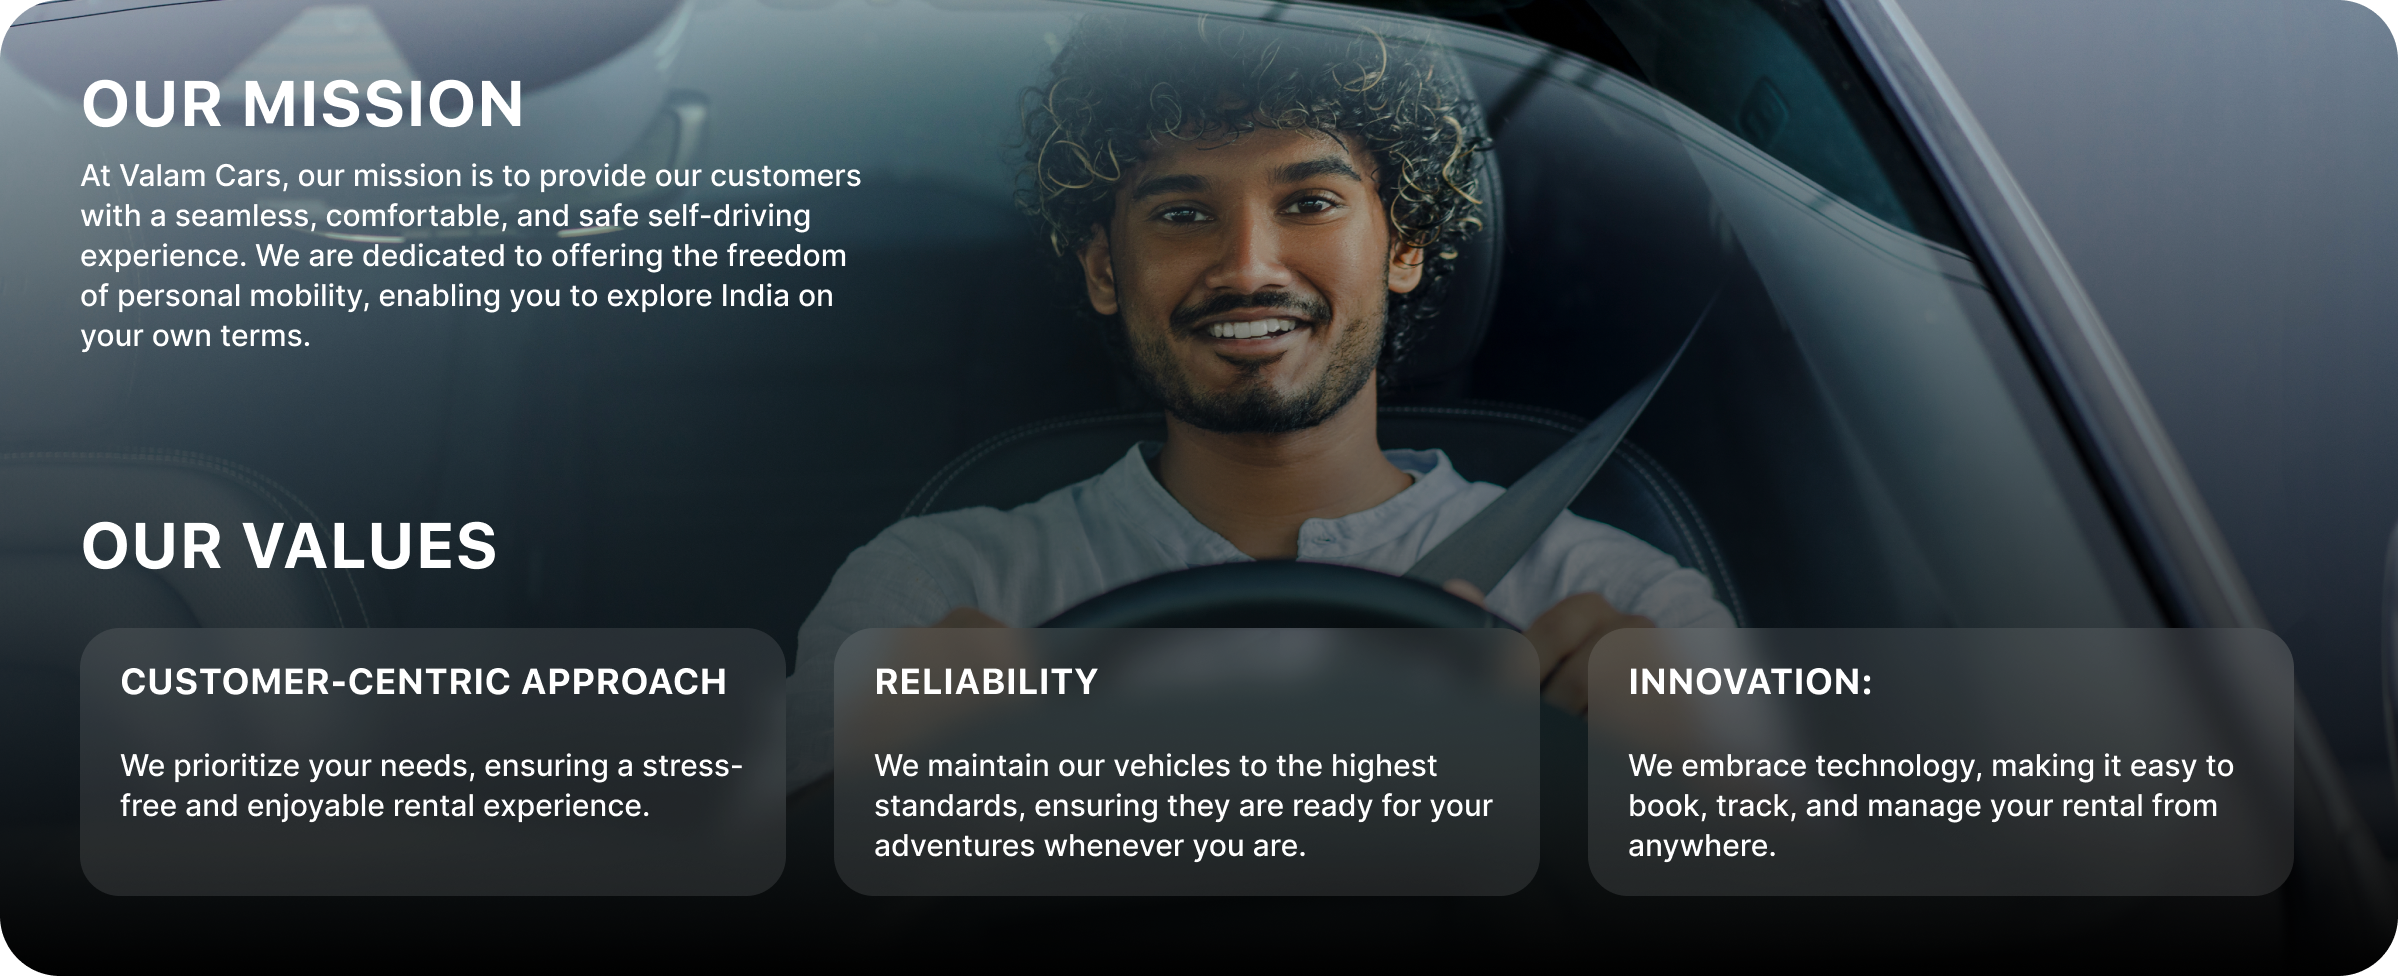 OUR MISSION
At Valam Cars, our mission is to provide our customers
with a seamless, comfortable, and safe self-driving
experience. We are dedicated to offering the freedom
of personal mobility, enabling you to explore India on
your own terms.
OUR VALUES
CUSTOMER-CENTRIC APPROACH
We prioritize your needs, ensuring a stress-
free and enjoyable rental experience.
RELIABILITY
We maintain our vehicles to the highest
standards, ensuring they are ready for your
adventures whenever you are.
INNOVATION:
We embrace technology, making it easy to
book, track, and manage your rental from
anywhere.